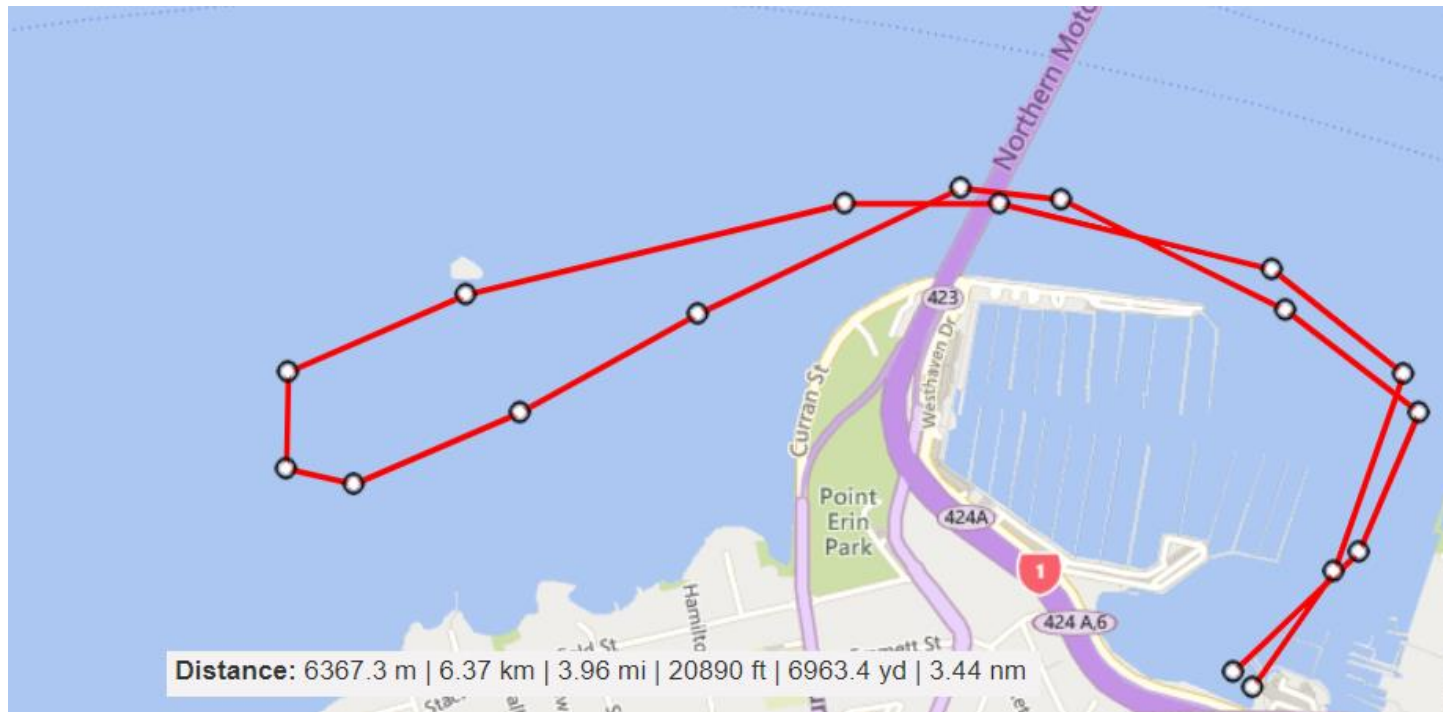 Northern Moto
423
Westhaven Dr
Curran St
Point
Erin
Park
424A
1
424 A,6
Hamilto
Distance: 6367.3 m | 6.37 km | 3.96 mi | 20890 ft | 6963.4 yd | 3.44 nm